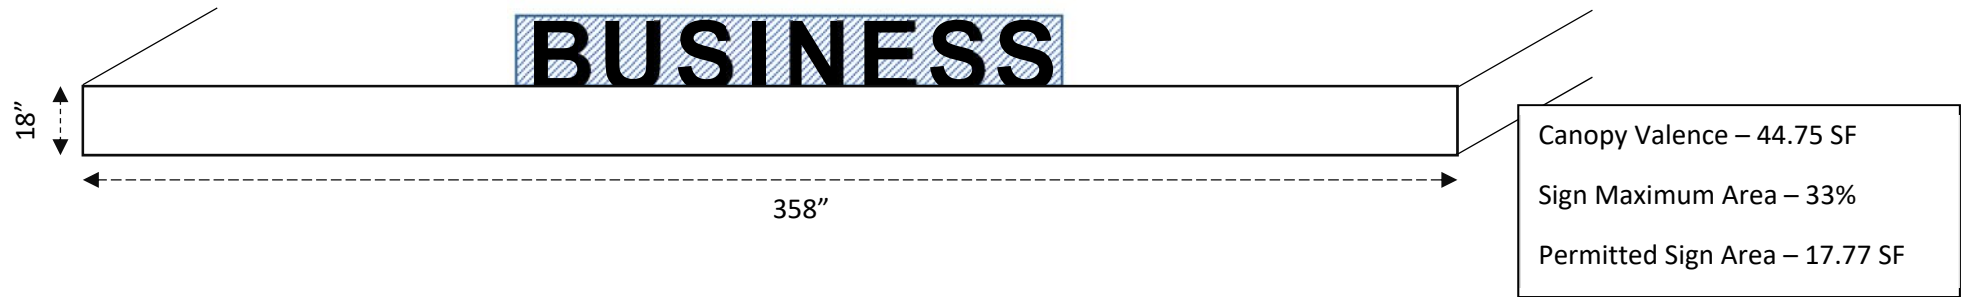 BUSINESS
18”
358”
Canopy Valence – 44.75 SF
Sign Maximum Area – 33%
Permitted Sign Area – 17.77 SF